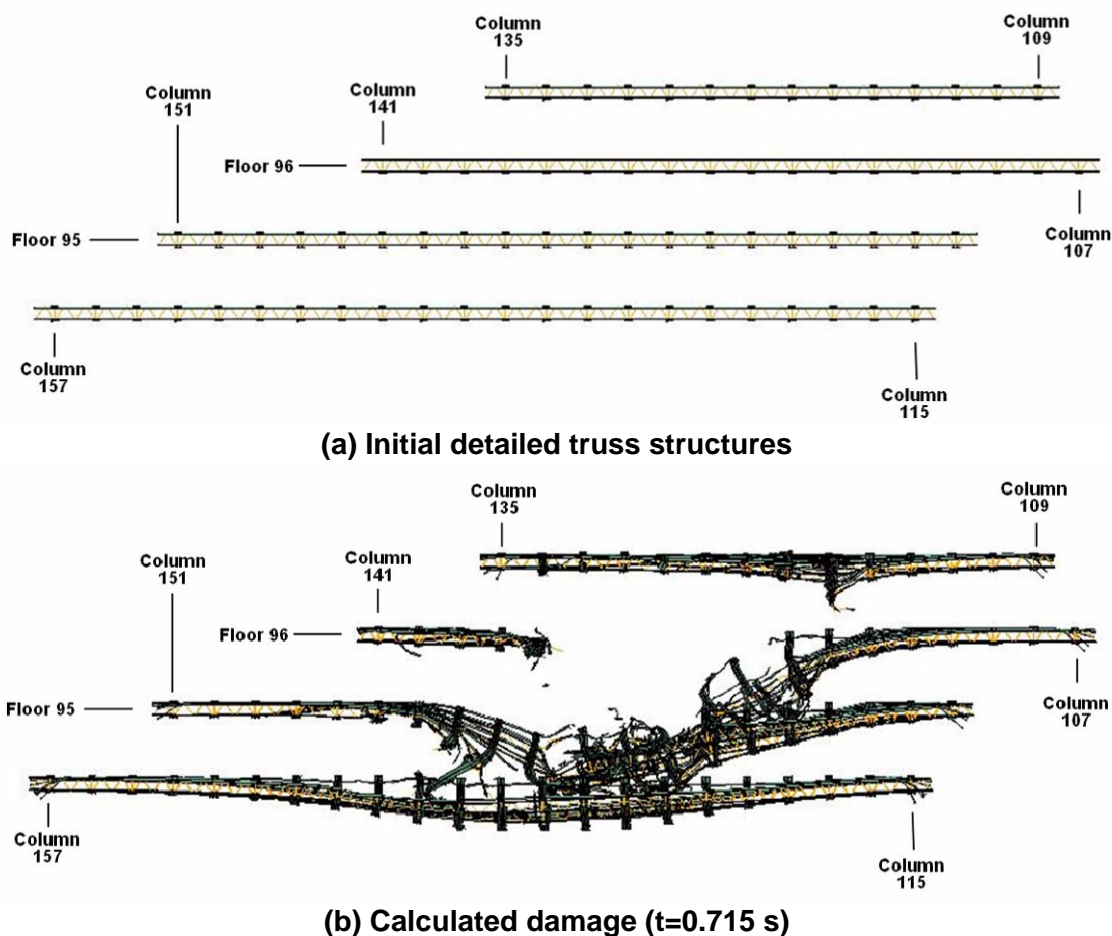 Column
135
Column
109
Column
151
Column
141
Floor 96
Floor 95
Column
107
Column
157
Column
115
(a) Initial detailed truss structures
Column
135
Column
109
Column
151
Column
141
Floor 96
Floor 95
Column
107
Column
157
Column
115
(b) Calculated damage (t=0.715 s)